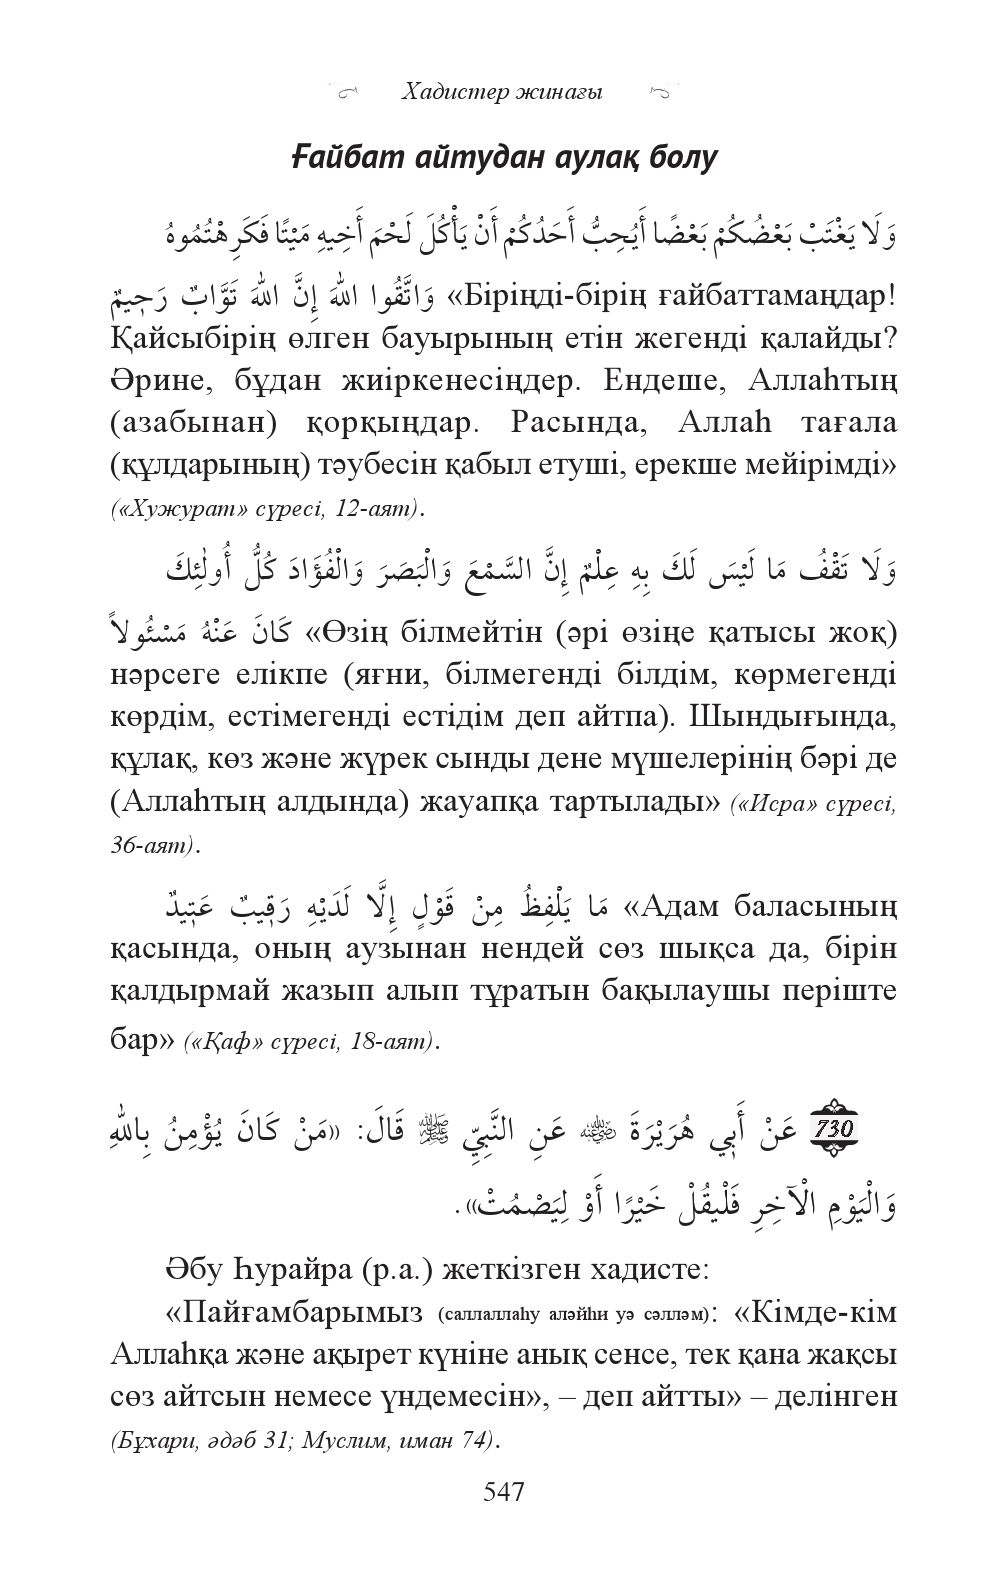 Хадистер жинағы
Ғайбат айтудан аулақ болу
وَلَا يَغْتَبْ بَعْضُكُمْ بَعْضًا أَيُحِبُّ أَحَدُكُمْ أَنْ يَأْكُلَ لَحْمَ أَخِيهِ مَيْتًا فَكَرِهْتُمُوهُ
وَاتَّقُوا اللهَ إِنَّ اللهَ تَوَّابٌ رَحِيمٌ «Біріңді-бірің ғайбаттамаңдар!
Қайсыбірің өлген бауырының етін жегенді қалайды?
Әрине, бұдан жиіркенесіңдер. Ендеше, Аллаһтың
(азабынан) қорқыңдар. Расында, Аллаһ тағала
(құлдарының) тәубесін қабыл етуші, ерекше мейірімді»
(«Хужурат» сүресі, 12-аят).
وَلَا تَقْفُ مَا لَيْسَ لَكَ بِهِ عِلْمٌ إِنَّ السَّمْعَ وَالْبَصَرَ وَالْفُؤَادَ كُلُّ أُولٰئِكَ
كَانَ عَنْهُ مَسْئُولاً «Өзің білмейтін (әрі өзіңе қатысы жоқ)
нәрсеге елікпе (яғни, білмегенді білдім, көрмегенді
көрдім, естімегенді естідім деп айтпа). Шындығында,
құлақ, көз және жүрек сынды дене мүшелерінің бәрі де
(Аллаһтың алдында) жауапқа тартылады» («Исра» сүресі,
36-аят).
مَا يَلْفِظُ مِنْ قَوْلٍ إِلَّا لَدَيْهِ رَقِيبٌ عَتِيدٌ «Адам баласының
қасында, оның аузынан нендей сөз шықса да, бірін
қалдырмай жазып алып тұратын бақылаушы періште
бар» («Қаф» сүресі, 18-аят).
730 عَنْ أَبِي هُرَيْرَةَ ﷺ عَنِ النَّبِيِّ ﷺ قَالَ: «مَنْ كَانَ يُؤْمِنُ بِاللهِ
وَالْيَوْمِ الْآخِرِ فَلْيَقُلْ خَيْرًا أَوْ لِيَصْمُتْ».
Әбу Һурайра (р.а.) жеткізген хадисте:
«Пайғамбарымыз (саллаллаһу аләйһи уә сәлләм): «Кімде-кім
Аллаһқа және ақырет күніне анық сенсе, тек қана жақсы
сөз айтсын немесе үндемесін», – деп айтты» – делінген
(Бұхари, әдәб 31; Муслим, иман 74).
547